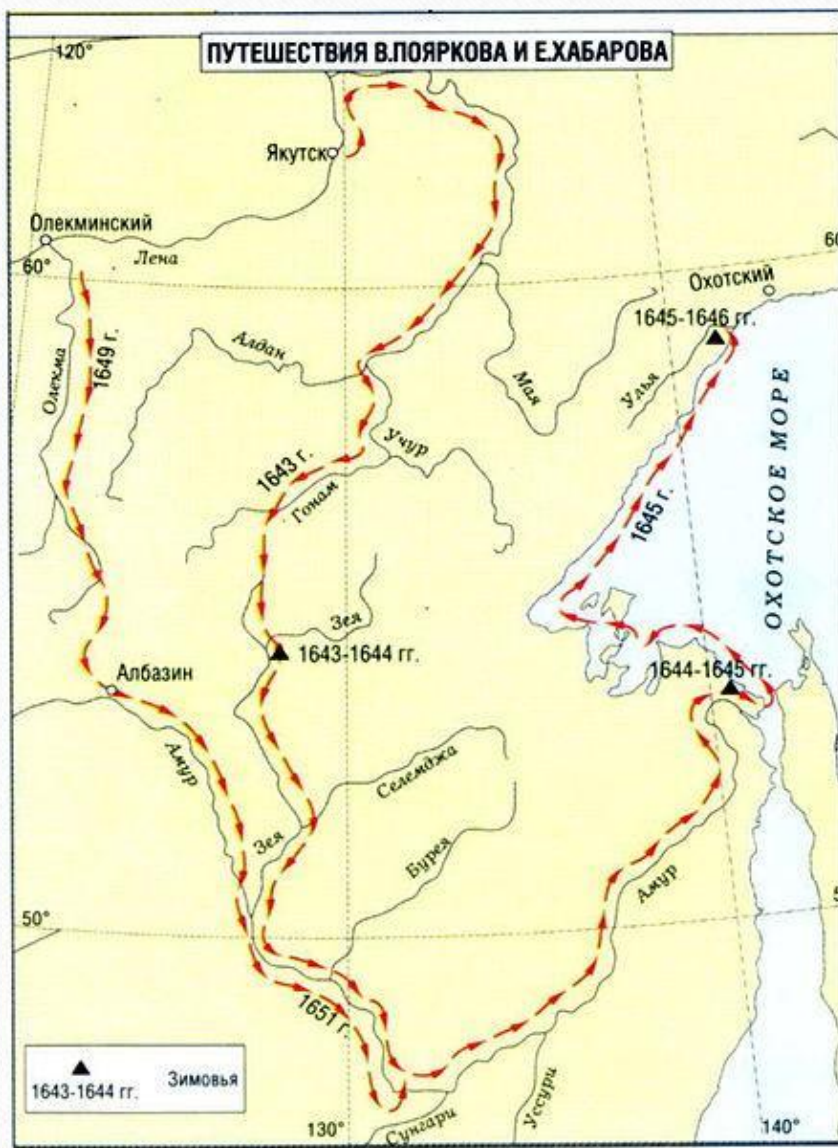 ПУТЕШЕСТВИЯ В.ПОЯРКОВА И Е.ХАБАРОВА
120°
Якутск
Олекминский
Лена
60°
60
Охотский
1645-1646 гг.
Алдан
Мая
Улья
Олекма
1649 г.
Учур
1643 г.
Гонам
1645 г.
ОХОТСКОЕ МОРЕ
Зея
1643-1644 гг.
1644-1645 гг.
Албазин
Амур
Селемджа
Зея
Бурея
Амур
50°
1651 г.
Зимовья
1643-1644 гг.
Сунгари
Уссури
130°
140°